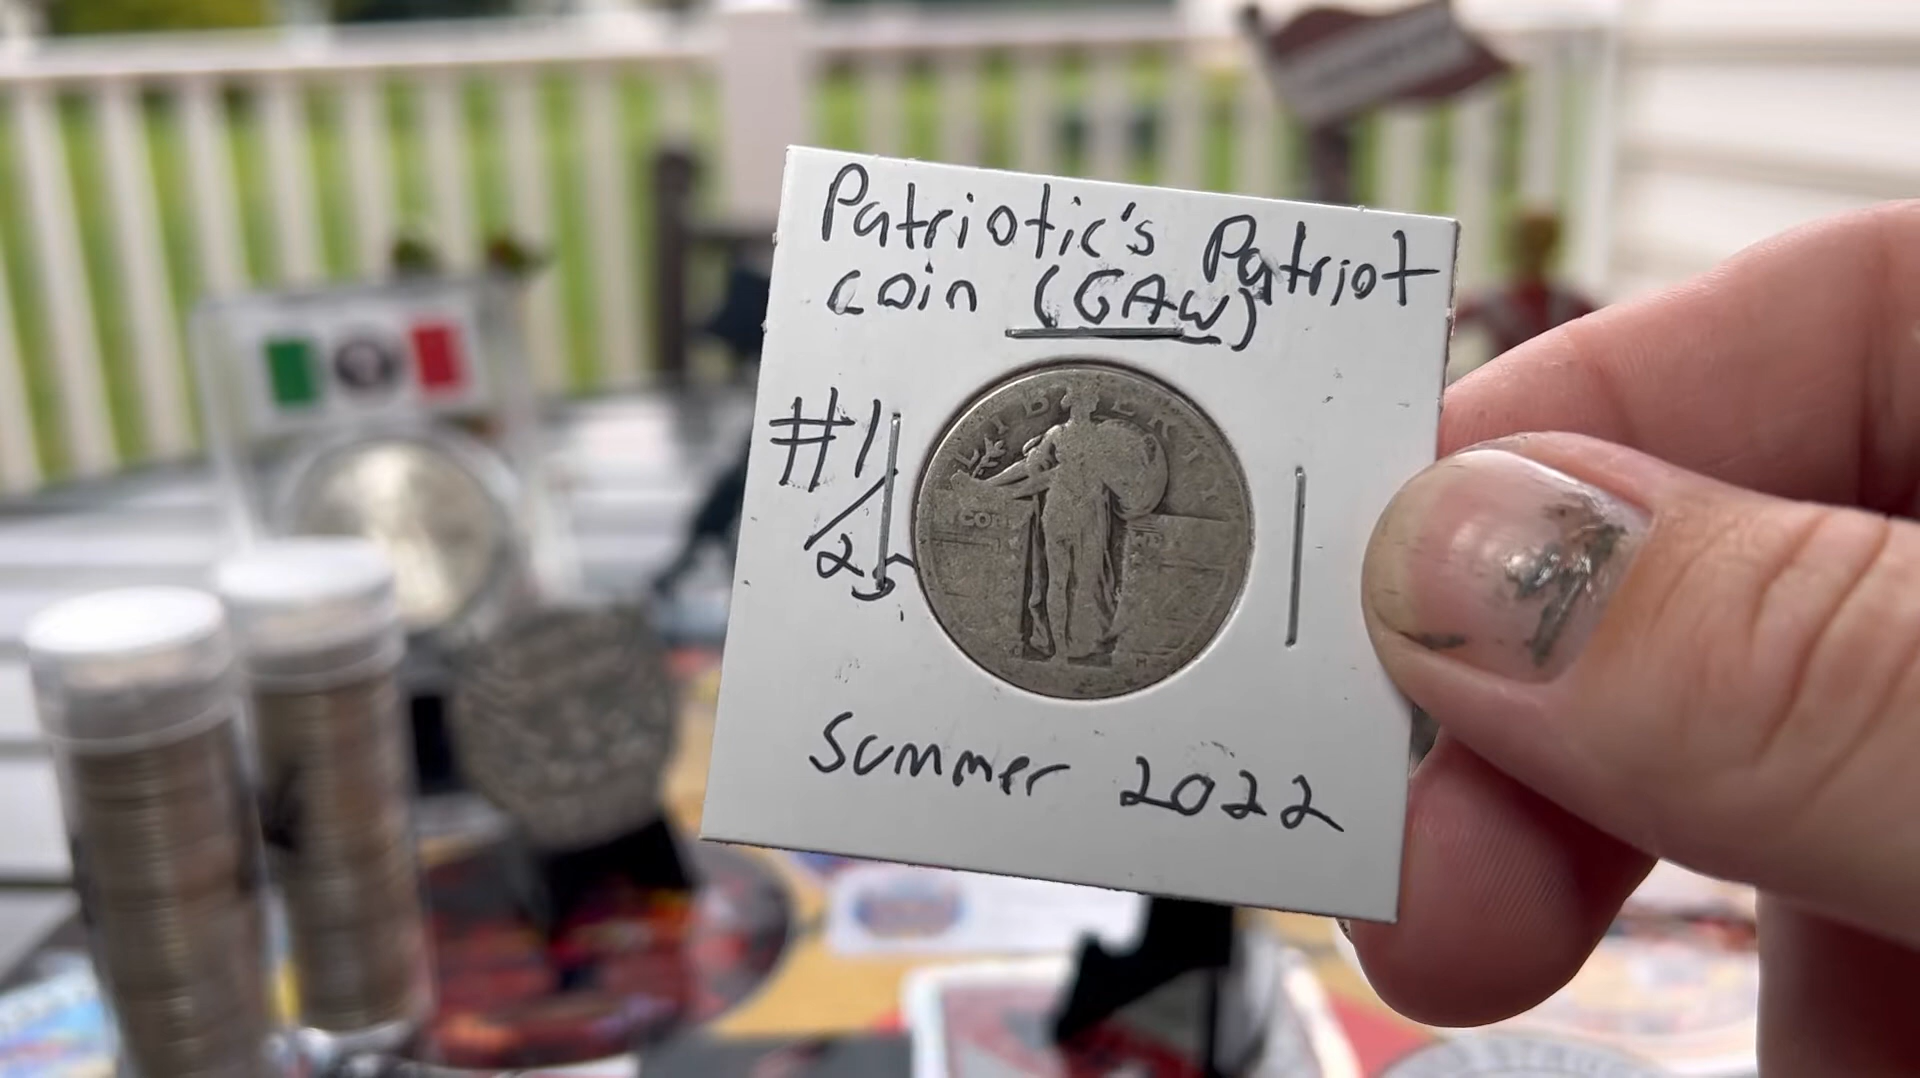 Patriotic's Patriot
coin (GAW)
#1
/25
LIBERTY
Summer 2022